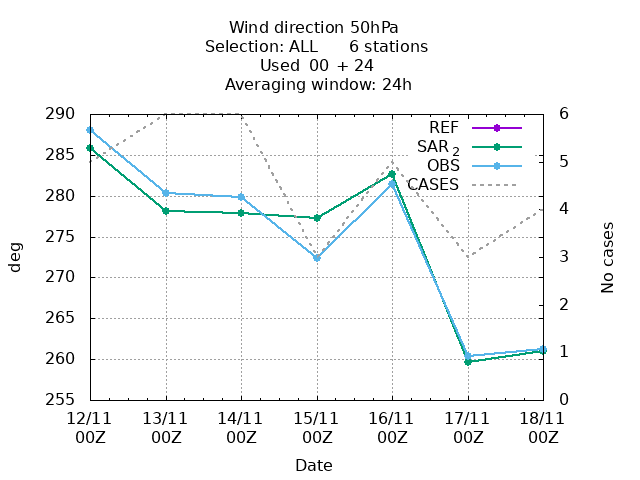 Wind direction 50hPa
Selection: ALL 6 stations
Used 00 + 24
Averaging window: 24h
290 6
REF
SAR 2
285 5
OBS
CASES
280 4
275
3
270
2
265
260 1
255 0
deg
No cases
12/11 13/11 14/11 15/11 16/11 17/11 18/11
00Z 00Z 00Z 00Z 00Z 00Z 00Z
Date